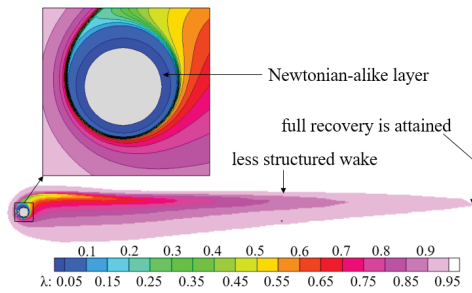 Newtonian-alike layer
full recovery is attained
less structured wake
0.1 0.2 0.3 0.4 0.5 0.6 0.7 0.8 0.9
λ: 0.05 0.15 0.25 0.35 0.45 0.55 0.65 0.75 0.85 0.95